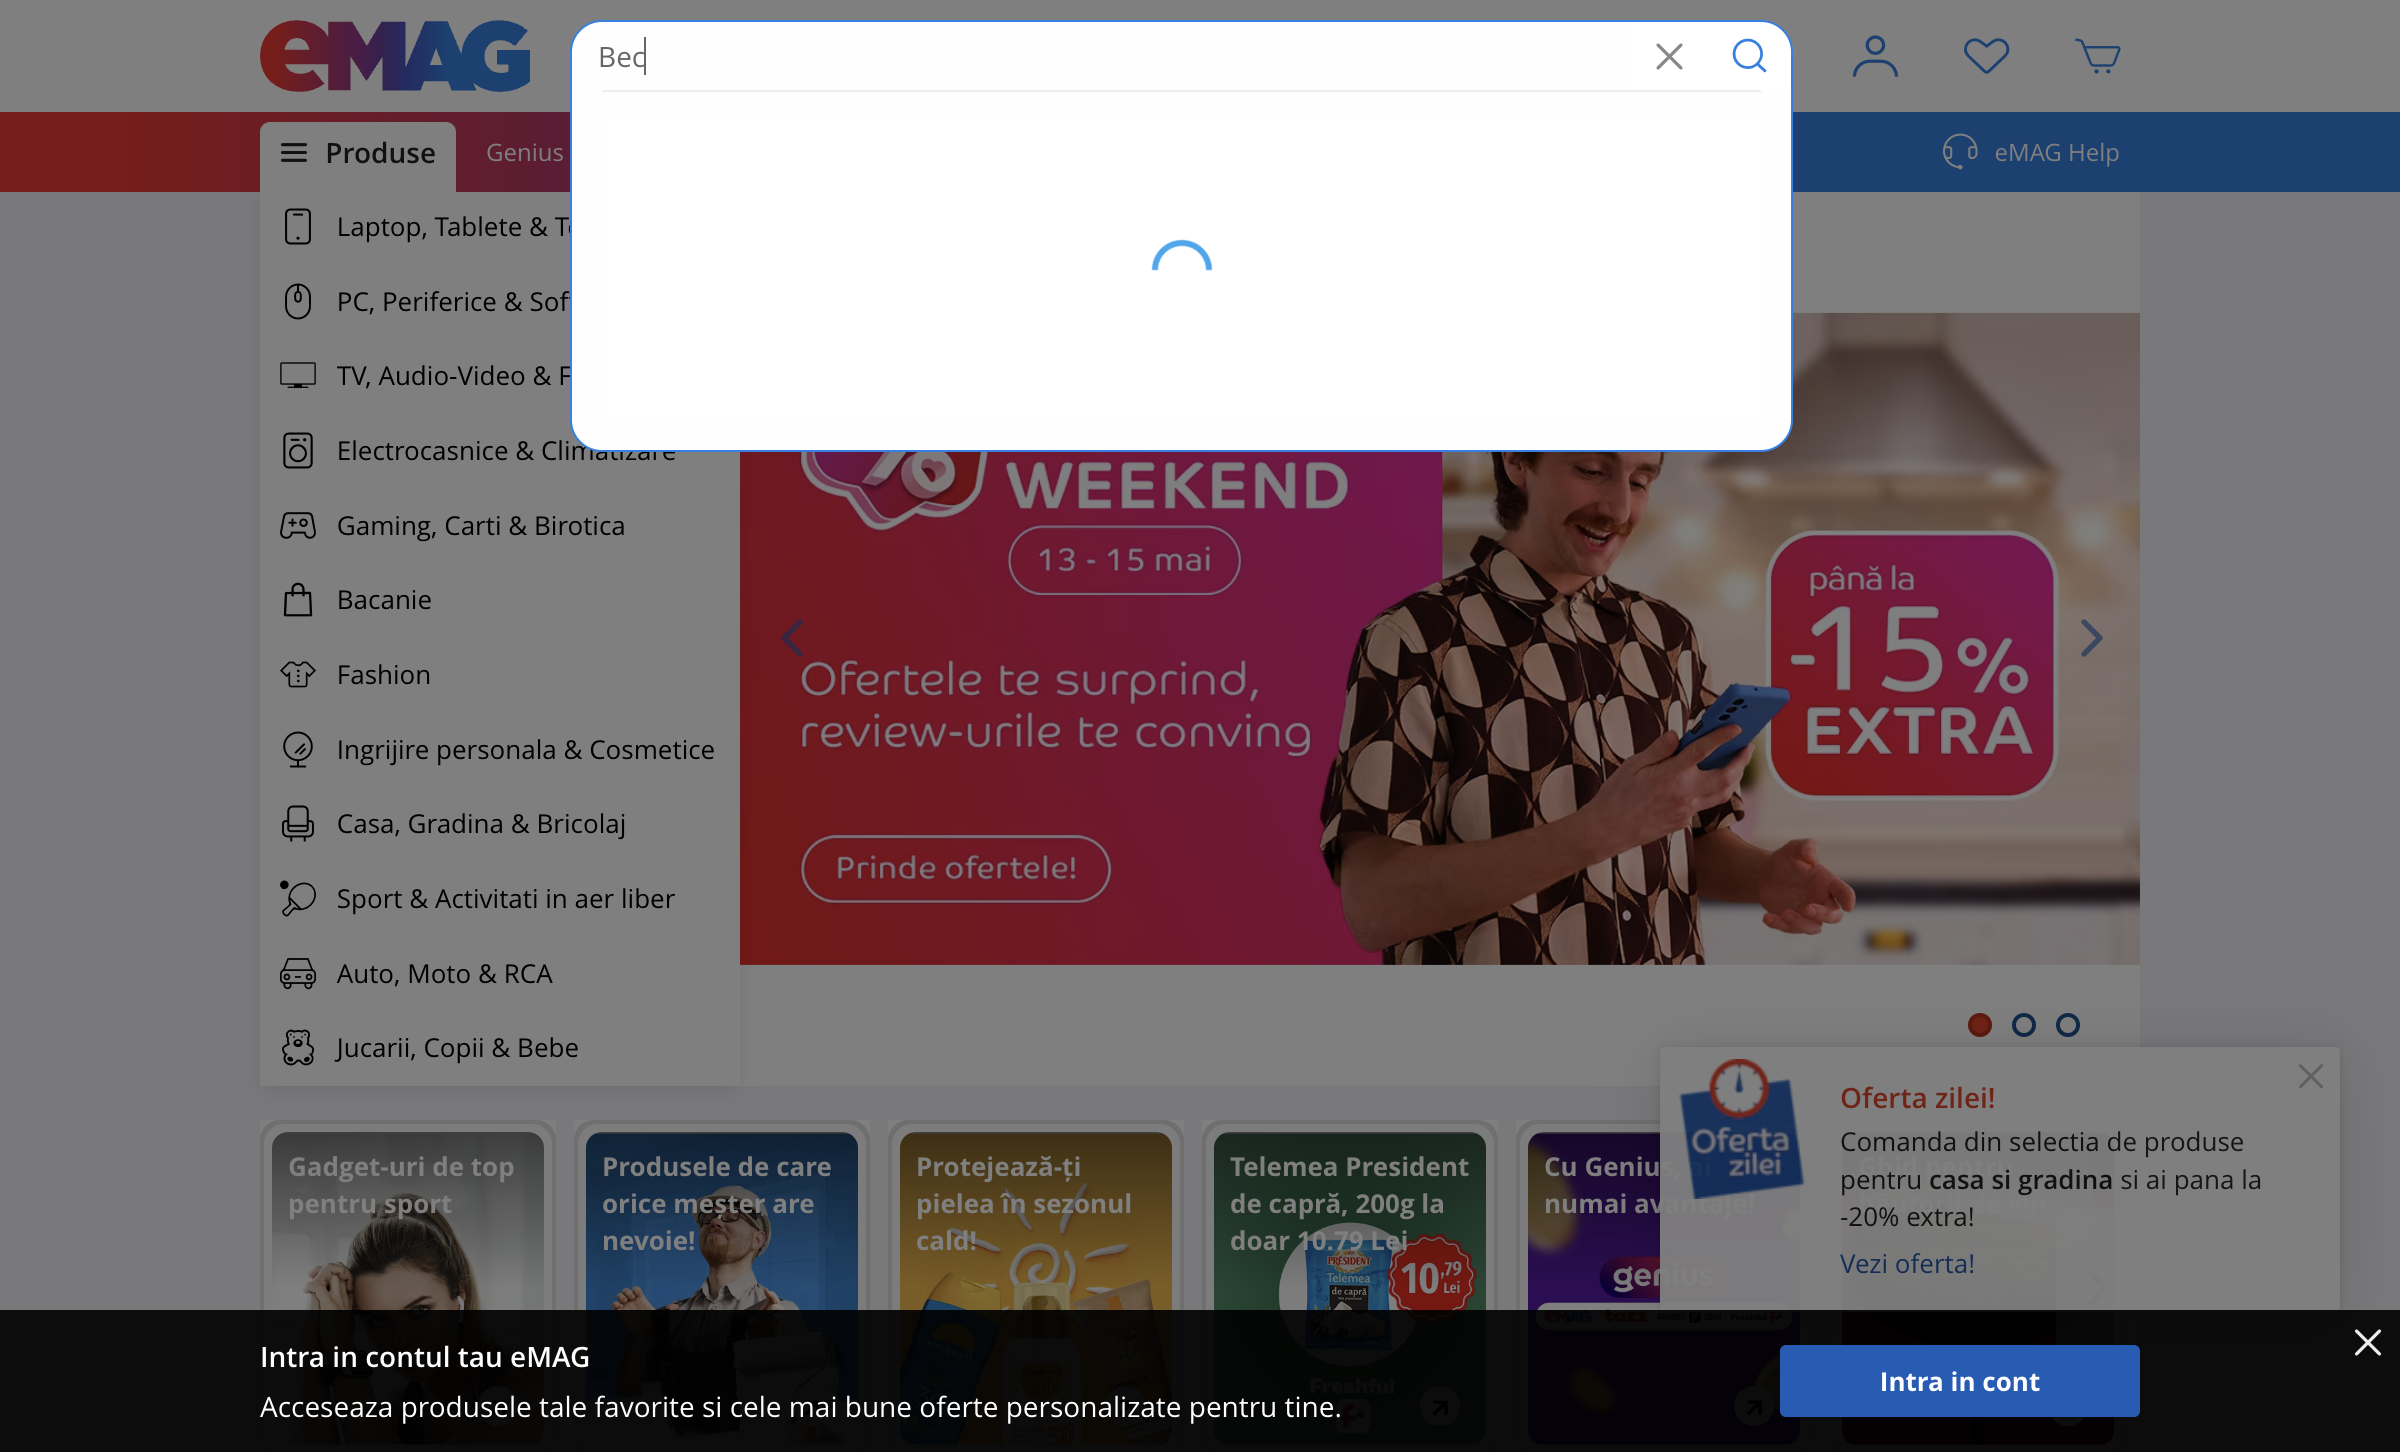 eMAG
Bec
Produse
Genius
eMAG Help
Laptop, Tablete & T
PC, Periferice & Sof
TV, Audio-Video & F
Electrocasnice & Climatizare
Gaming, Carti & Birotica
Bacanie
Fashion
Ingrijire personala & Cosmetice
Casa, Gradina & Bricolaj
Sport & Activitati in aer liber
Auto, Moto & RCA
Jucarii, Copii & Bebe
%
WEEKEND
13 - 15 mai
Ofertele te surprind,
review-urile te conving
Prinde ofertele!
până la
-15%
EXTRA
Oferta
zilei
Oferta zilei!
Comanda din selectia de produse
pentru casa si gradina si ai pana la
-20% extra!
Vezi oferta!
Gadget-uri de top
pentru sport
Produsele de care
orice meșter are
nevoie!
Protejează-ți
pielea în sezonul
cald!
Telemea President
de capră, 200g la
doar 10.79 Lei
PRÉSIDENT
Telemea
de capră
10,79
Lei
Freshful
Cu Genius, ai
numai avantaje!
genius
Intra in contul tau eMAG
Acceseaza produsele tale favorite si cele mai bune oferte personalizate pentru tine.
Intra in cont